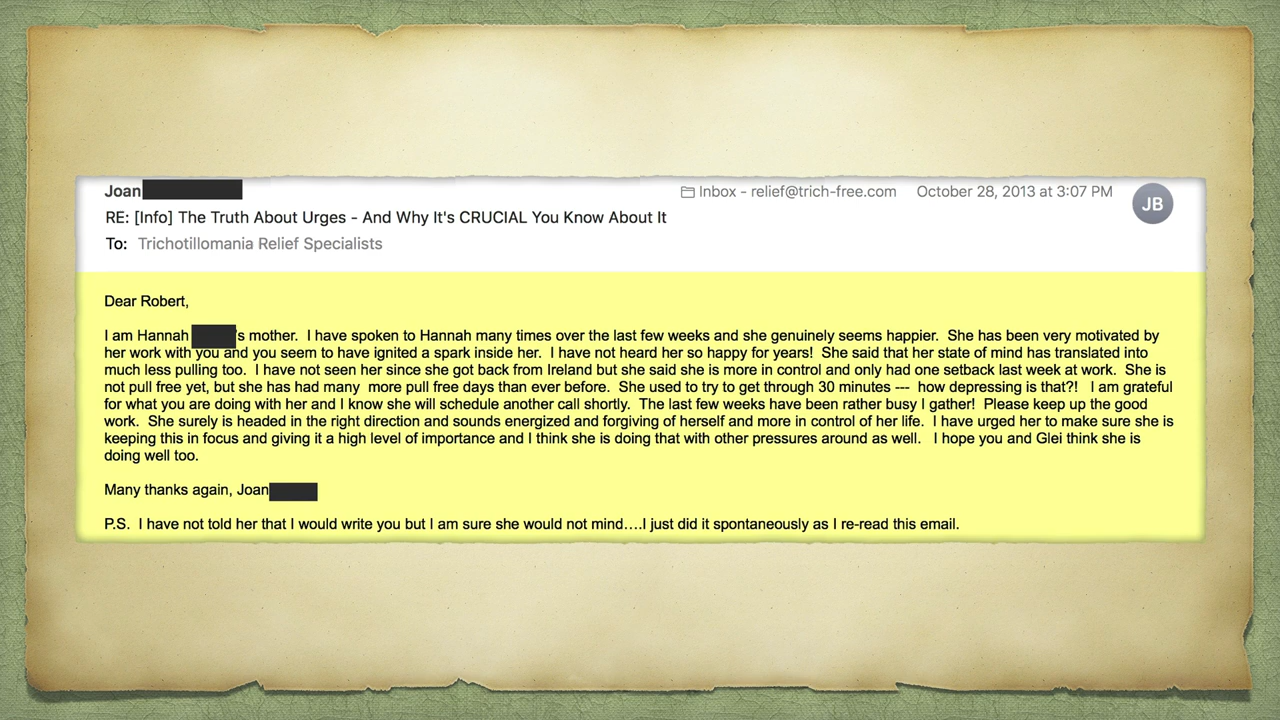 Joan
Inbox - relief@trich-free.com October 28, 2013 at 3:07 PM
JB
RE: [Info] The Truth About Urges - And Why It's CRUCIAL You Know About It
To: Trichotillomania Relief Specialists
Dear Robert,
I am Hannah 's mother. I have spoken to Hannah many times over the last few weeks and she genuinely seems happier. She has been very motivated by
her work with you and you seem to have ignited a spark inside her. I have not heard her so happy for years! She said that her state of mind has translated into
much less pulling too. I have not seen her since she got back from Ireland but she said she is more in control and only had one setback last week at work. She is
not pull free yet, but she has had many more pull free days than ever before. She used to try to get through 30 minutes --- how depressing is that?! I am grateful
for what you are doing with her and I know she will schedule another call shortly. The last few weeks have been rather busy I gather! Please keep up the good
work. She surely is headed in the right direction and sounds energized and forgiving of herself and more in control of her life. I have urged her to make sure she is
keeping this in focus and giving it a high level of importance and I think she is doing that with other pressures around as well. I hope you and Glei think she is
doing well too.
Many thanks again, Joan
P.S. I have not told her that I would write you but I am sure she would not mind….I just did it spontaneously as I re-read this email.